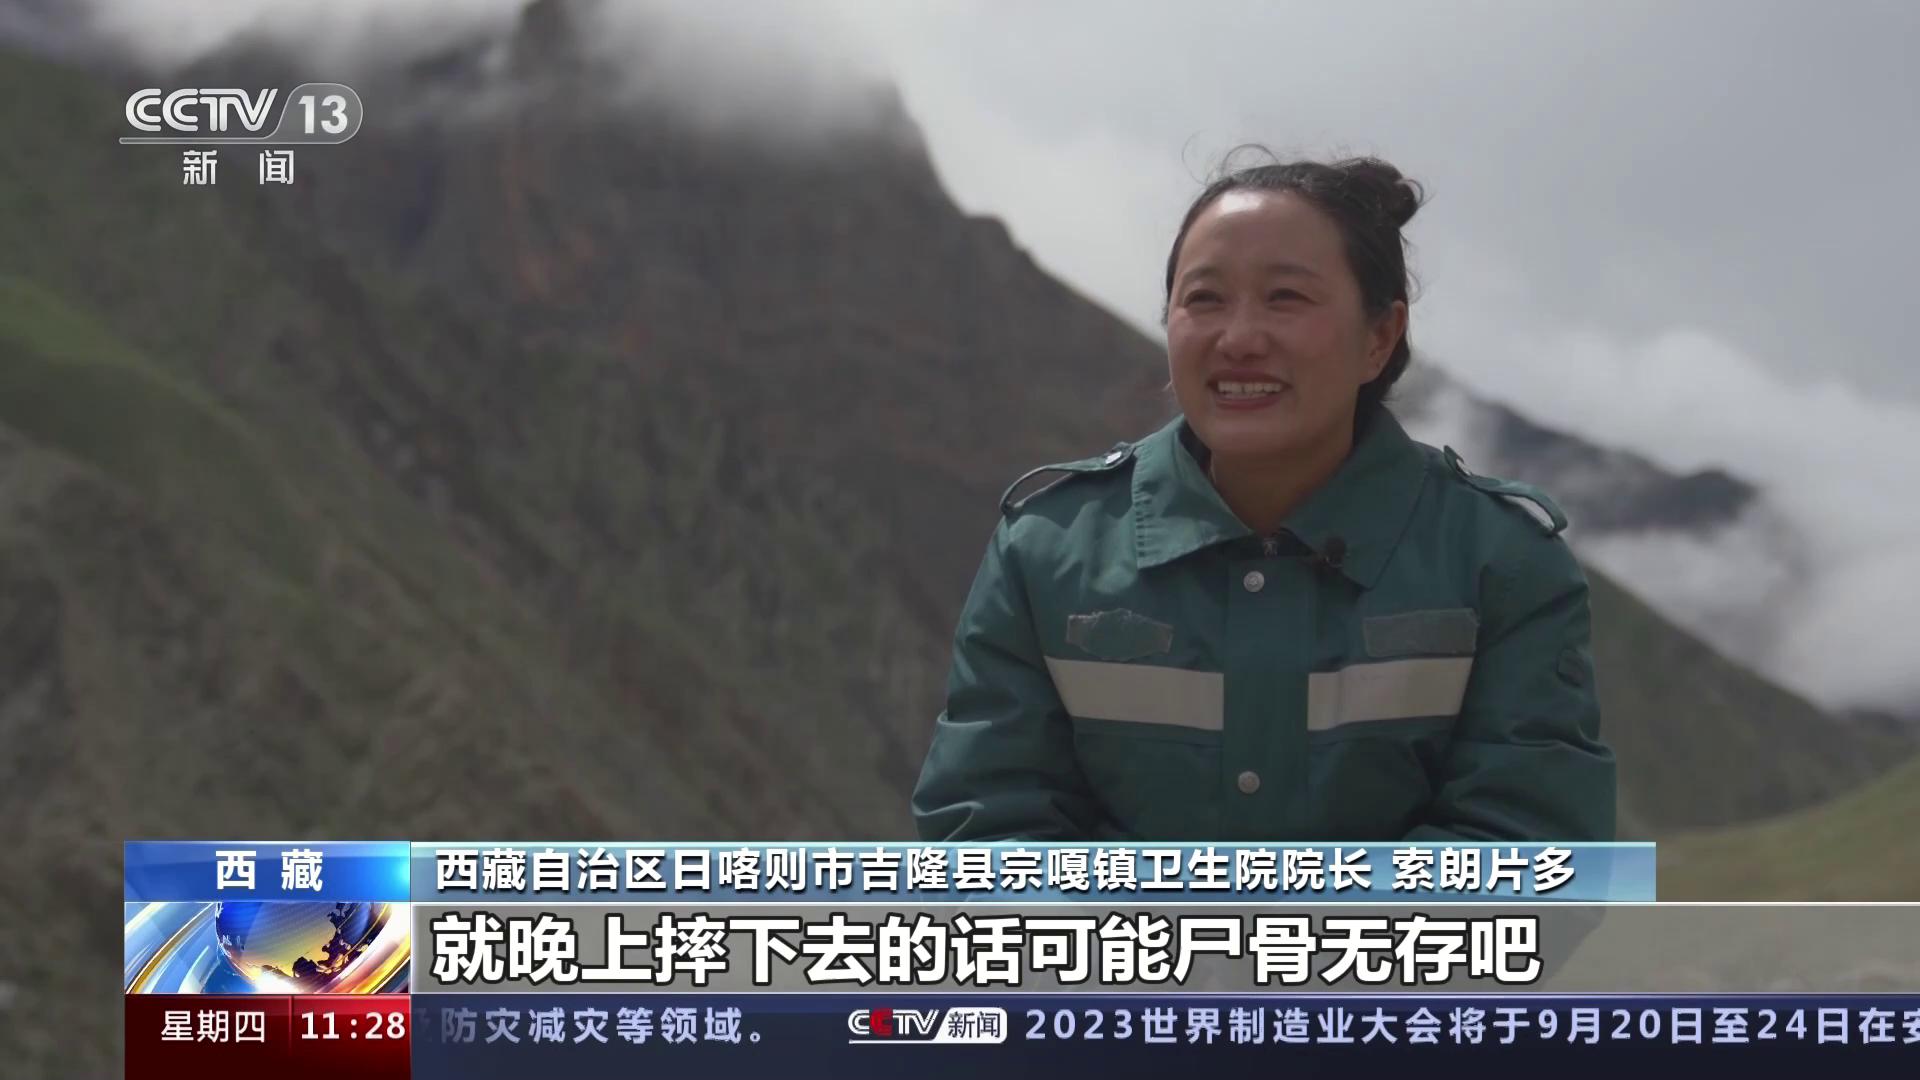 CCTV 13
新闻
西藏
西藏自治区日喀则市吉隆县宗嘎镇卫生院院长 索朗片多
就晚上摔下去的话可能尸骨无存吧
星期四 11:28 防灾减灾等领域。 CCTV新闻 2023世界制造业大会将于9月20日至24日在